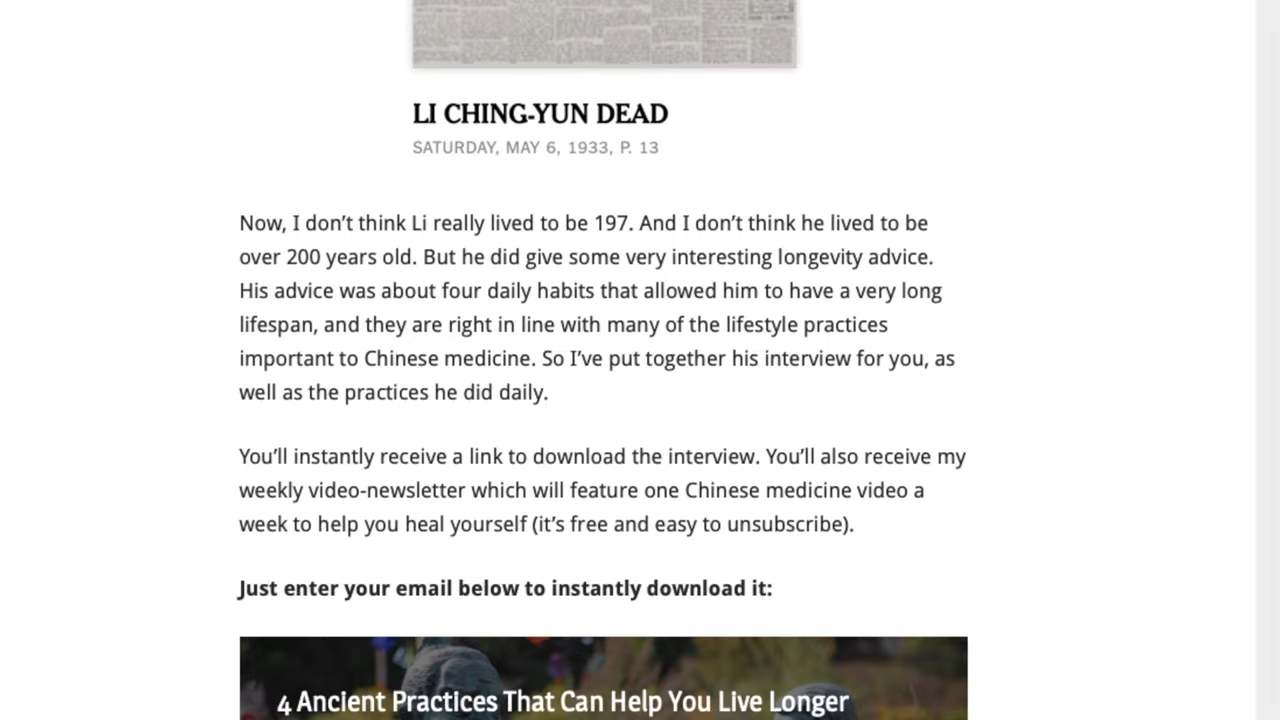 LI CHING-YUN DEAD
SATURDAY, MAY 6, 1933, P. 13
Now, I don’t think Li really lived to be 197. And I don’t think he lived to be
over 200 years old. But he did give some very interesting longevity advice.
His advice was about four daily habits that allowed him to have a very long
lifespan, and they are right in line with many of the lifestyle practices
important to Chinese medicine. So I’ve put together his interview for you, as
well as the practices he did daily.
You’ll instantly receive a link to download the interview. You’ll also receive my
weekly video-newsletter which will feature one Chinese medicine video a
week to help you heal yourself (it’s free and easy to unsubscribe).
Just enter your email below to instantly download it:
4 Ancient Practices That Can Help You Live Longer